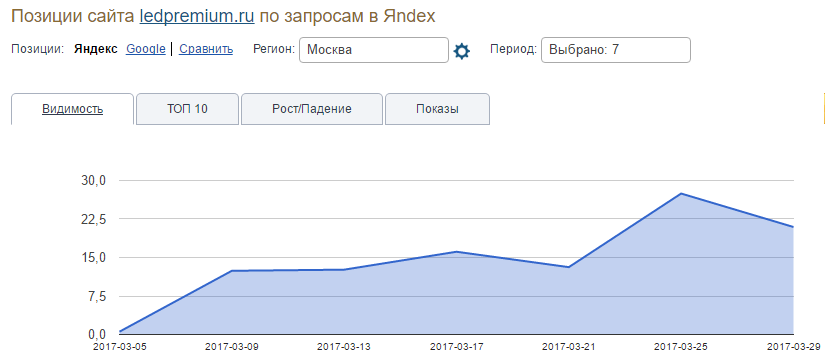 Позиции сайта ledpremium.ru по запросам в Яndex
Позиции: Яндекс Google | Сравнить Регион: Москва Период: Выбрано: 7
Видимость ТОП 10 Рост/Падение Показы
30,0
22,5
15,0
7,5
0,0
2017-03-05 2017-03-09 2017-03-13 2017-03-17 2017-03-21 2017-03-25 2017-03-29